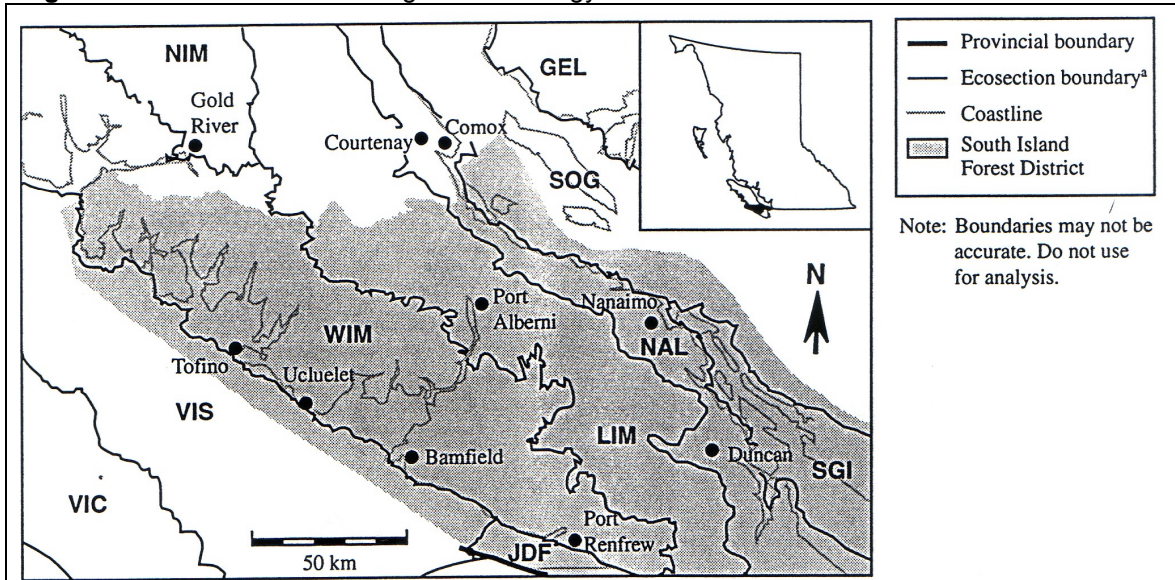 NIM
GEL
Gold
River
Courtenay
Comox
SOG
Port
Alberni
Nanaimo
NAL
WIM
Tofino
Ucluelet
VIS
LIM
Duncan
SGI
Bamfield
VIC
Port
Renfrew
JDF
50 km
Provincial boundary
Ecosection boundaryᵃ
Coastline
South Island
Forest District
Note: Boundaries may not be
accurate. Do not use
for analysis.
N